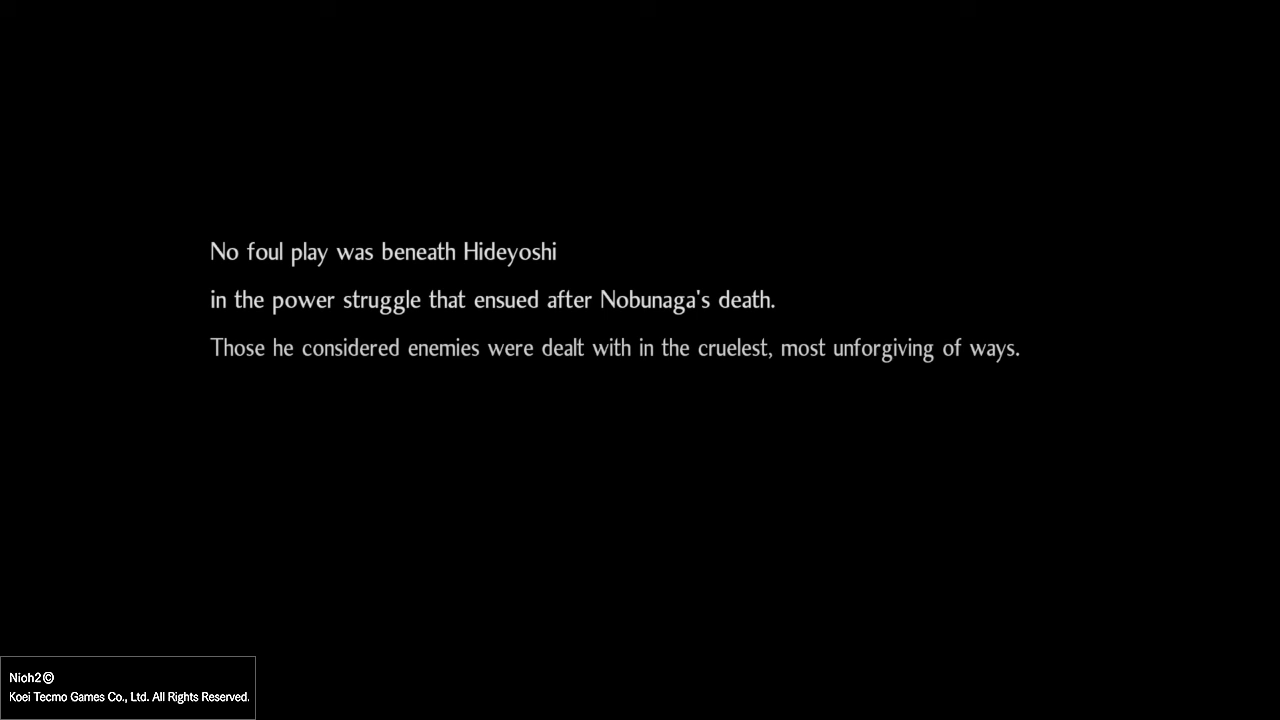 No foul play was beneath Hideyoshi
in the power struggle that ensued after Nobunaga's death.
Those he considered enemies were dealt with in the cruelest, most unforgiving of ways.
Nioh2©
Koei Tecmo Games Co., Ltd. All Rights Reserved.